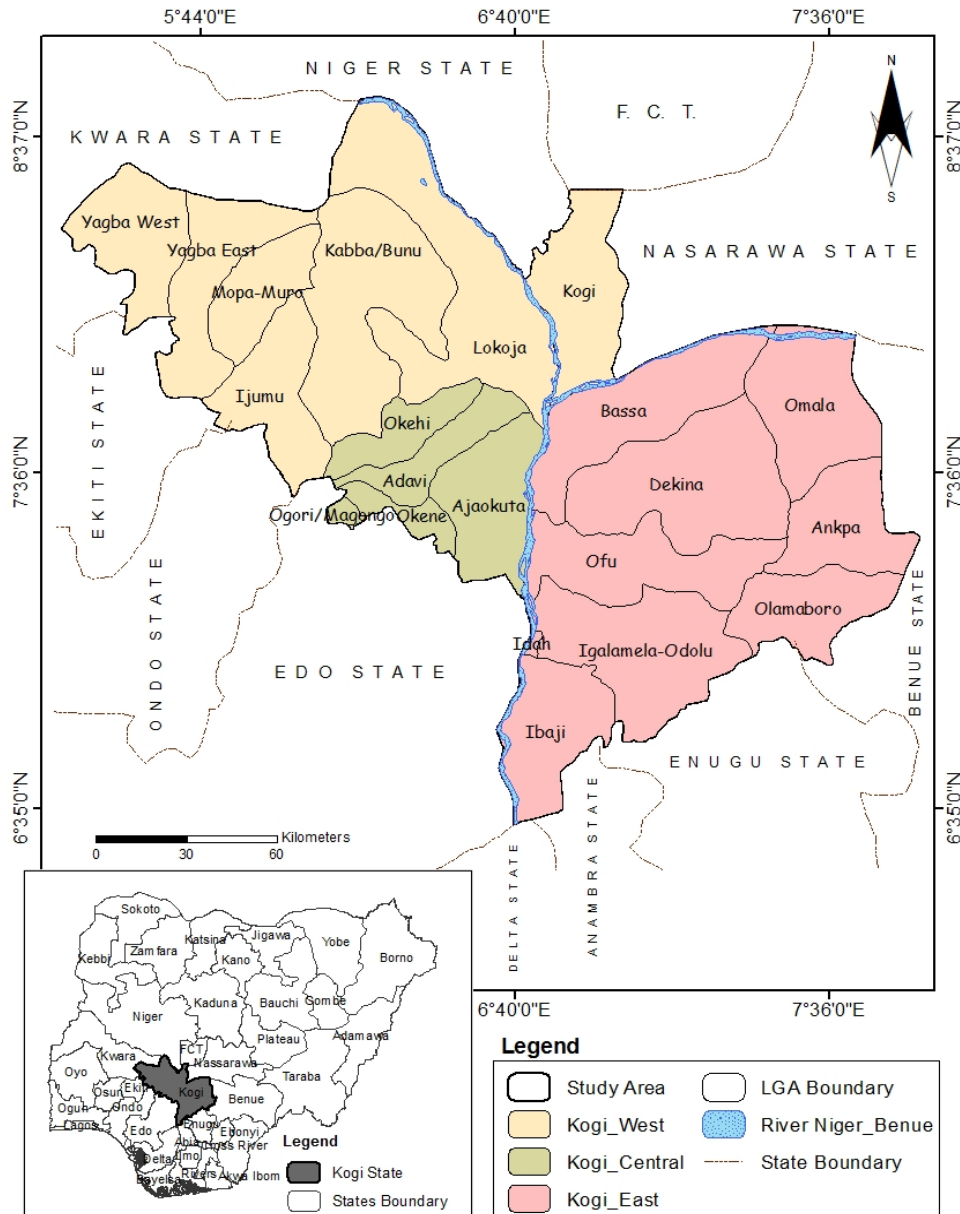 5°44'0"E
6°40'0"E
7°36'0"E
NIGER STATE
F. C. T.
N
S
8°37'0"N
8°37'0"N
KWARA STATE
Yagba West
Yagba East
Kabba/Bunu
NASARAWA STATE
Mopa-Muro
Kogi
Lokoja
Ijumu
Bassa
Omala
Okehi
EKITI STATE
7°36'0"N
7°36'0"N
Adavi
Dekina
Ajaokuta
Ogori/Magongo
Okene
Ankpa
Ofu
Olamaboro
ONDO STATE
BENUE STATE
Idah
Igalamela-Odolu
EDO STATE
Ibaji
ENUGU STATE
6°35'0"N
6°35'0"N
Kilometers
0 30 60
DELTA STATE
ANAMBRA STATE
6°40'0"E
7°36'0"E
Sokoto
Katsina
Jigawa
Yobe
Zamfara
Kebbi
Kano
Borno
Kaduna
Bauchi
Gombe
Niger
Adamawa
Plateau
FCT
Kwara
Nassarawa
Oyo
Taraba
Osun
Ekiti
Kogi
Benue
Ogun
Ondo
Lagos
Edo
Enugu
Ebonyi
Abia
Cross River
Imo
Delta
Rivers
Akwa Ibom
Bayelsa
Legend
Kogi State
States Boundary
Legend
Study Area
LGA Boundary
Kogi_West
River Niger_Benue
Kogi_Central
State Boundary
Kogi_East